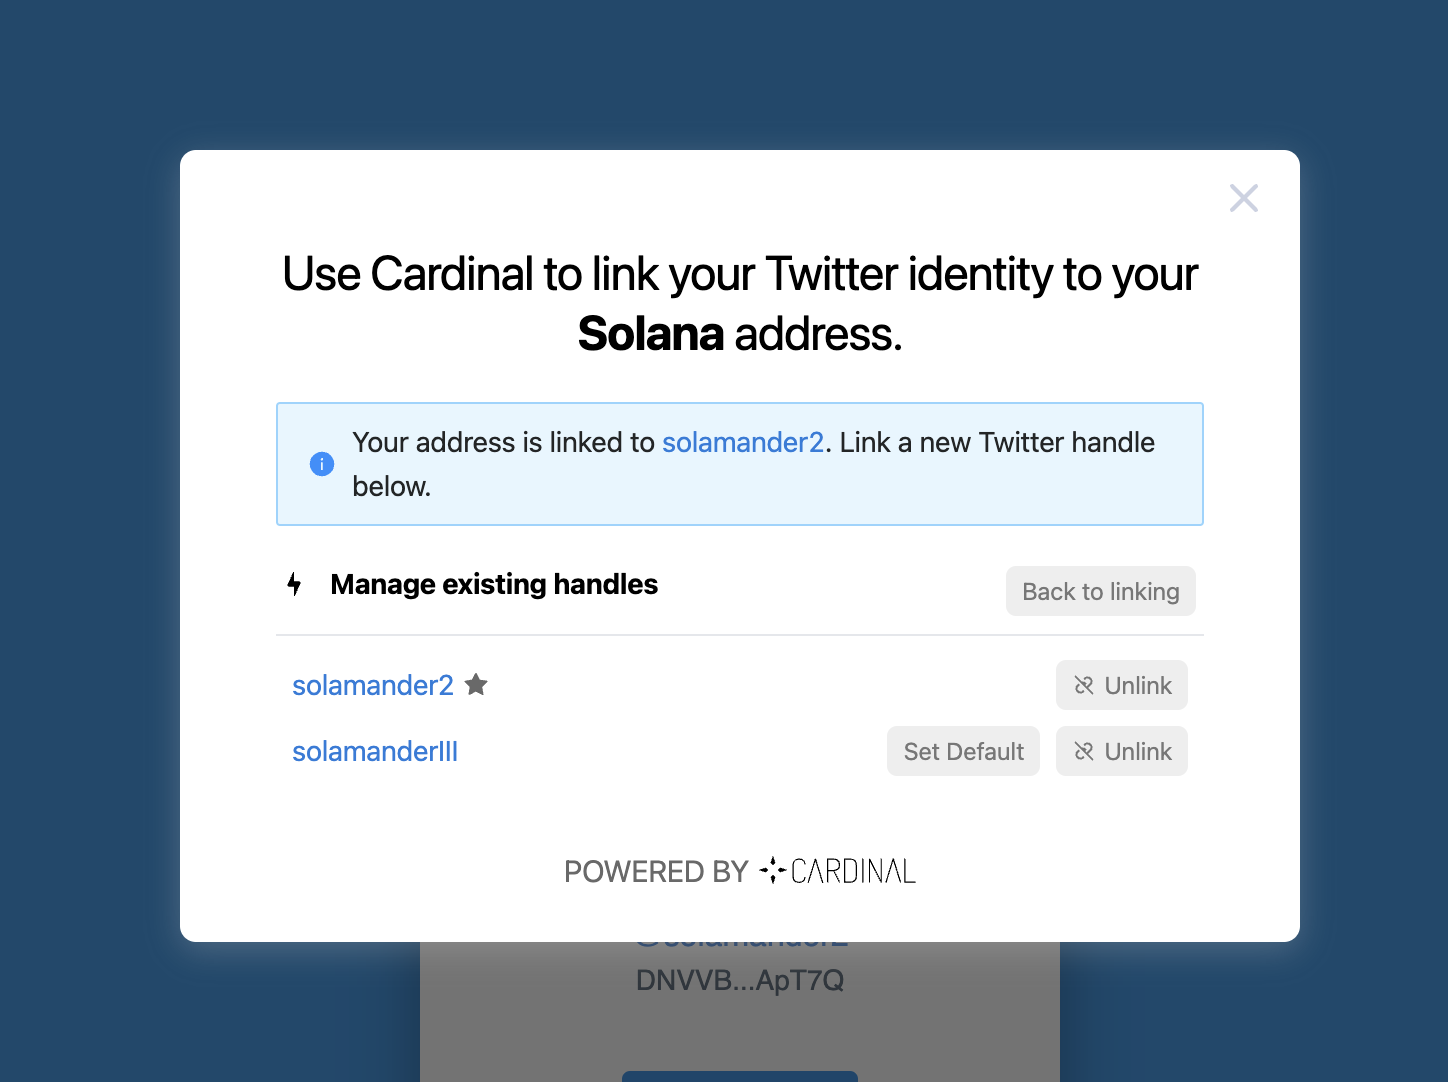 Use Cardinal to link your Twitter identity to your
Solana address.
Your address is linked to solamander2. Link a new Twitter handle
below.
Manage existing handles
Back to linking
solamander2
Unlink
solamanderIII
Set Default
Unlink
POWERED BY CARDINAL
DNVVB...ApT7Q